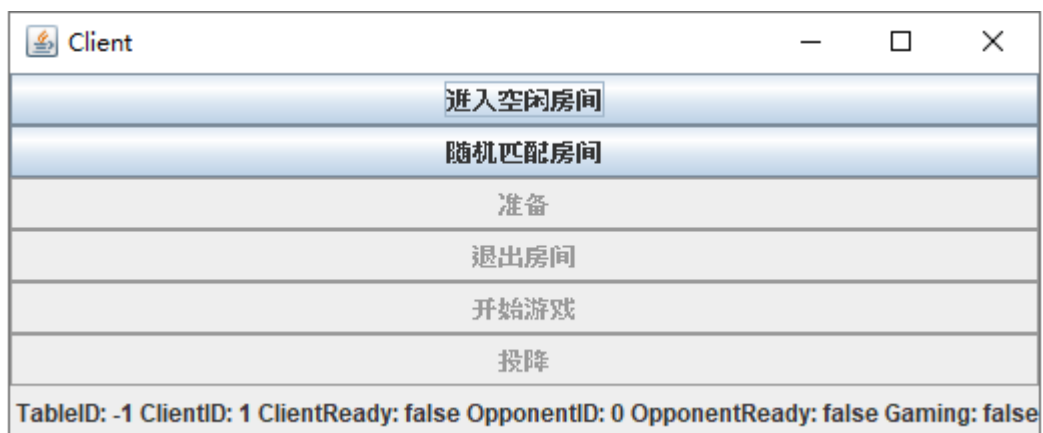 Client
进入空闲房间
随机匹配房间
准备
退出房间
开始游戏
投降
TableID: -1 ClientID: 1 ClientReady: false OpponentID: 0 OpponentReady: false Gaming: false